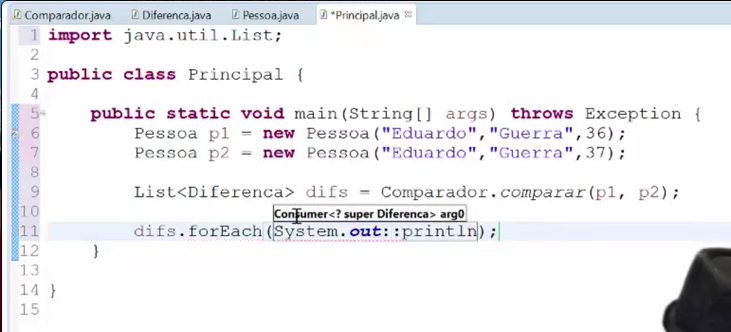 Comparador.java Diferenca.java Pessoa.java *Principal.java
1 import java.util.List;
2
3 public class Principal {
4
5 public static void main(String[] args) throws Exception {
6 Pessoa p1 = new Pessoa("Eduardo","Guerra",36);
7 Pessoa p2 = new Pessoa("Eduardo","Guerra",37);
8
9 List<Diferenca> difs = Comparador.comparar(p1, p2);
10
Consumer<? super Diferenca> arg0
11 difs.forEach(System.out::println);
12 }
13
14 }
15